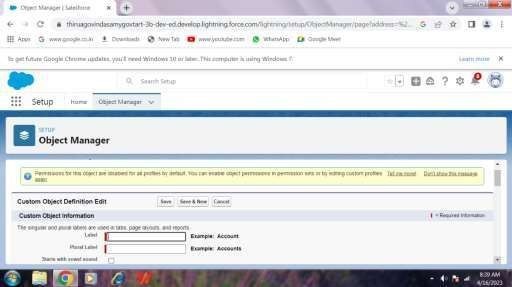 Object Manager | Salesforce
thiruagovindasamygovtart-3b-dev-ed.develop.lightning.force.com/lightning/setup/ObjectManager/page?address=%2...
Apps
www.google.co.in
Downloads
New Tab
www.youtube.com
WhatsApp
Google Meet
To get future Google Chrome updates, you'll need Windows 10 or later. This computer is using Windows 7.
Learn more
Search Setup
Setup
Home
Object Manager
SETUP
Object Manager
Permissions for this object are disabled for all profiles by default. You can enable object permissions in permission sets or by editing custom profiles.
Tell me more!
Don't show this message again
Custom Object Definition Edit
Save
Save & New
Cancel
Custom Object Information
= Required Information
The singular and plural labels are used in tabs, page layouts, and reports.
Label
Example: Account
Plural Label
Example: Accounts
Starts with vowel sound
8:39 AM
4/16/2023